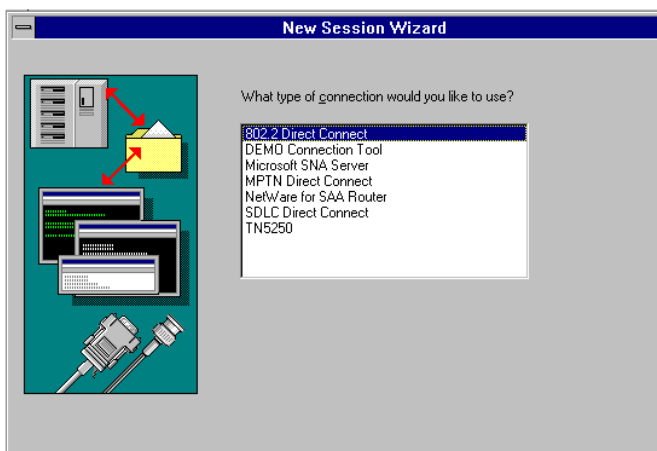 New Session Wizard
What type of connection would you like to use?
802.2 Direct Connect
DEMO Connection Tool
Microsoft SNA Server
MPTN Direct Connect
NetWare for SAA Router
SDLC Direct Connect
TN5250